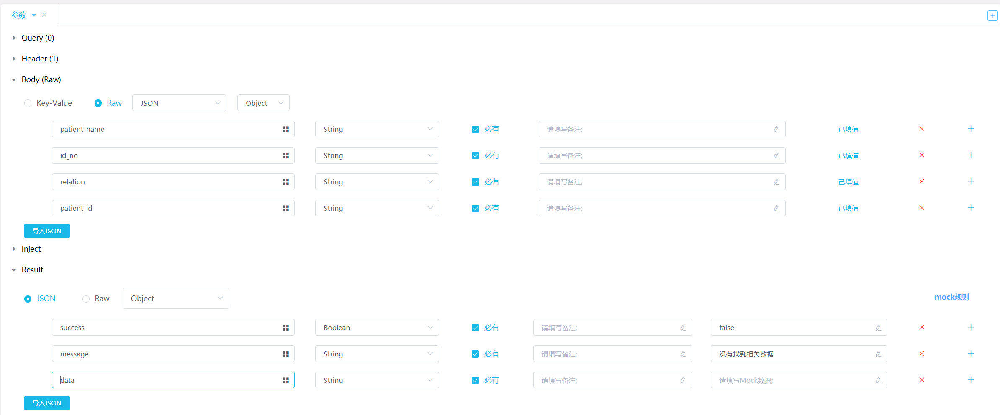 参数
Query (0)
Header (1)
Body (Raw)
Key-Value Raw JSON Object
patient_name String 必有 请填写备注; 已填值
id_no String 必有 请填写备注; 已填值
relation String 必有 请填写备注; 已填值
patient_id String 必有 请填写备注; 已填值
导入JSON
Inject
Result
JSON Raw Object mock规则
success Boolean 必有 请填写备注; false
message String 必有 请填写备注; 没有找到相关数据
data String 必有 请填写备注; 请填写Mock数据;
导入JSON